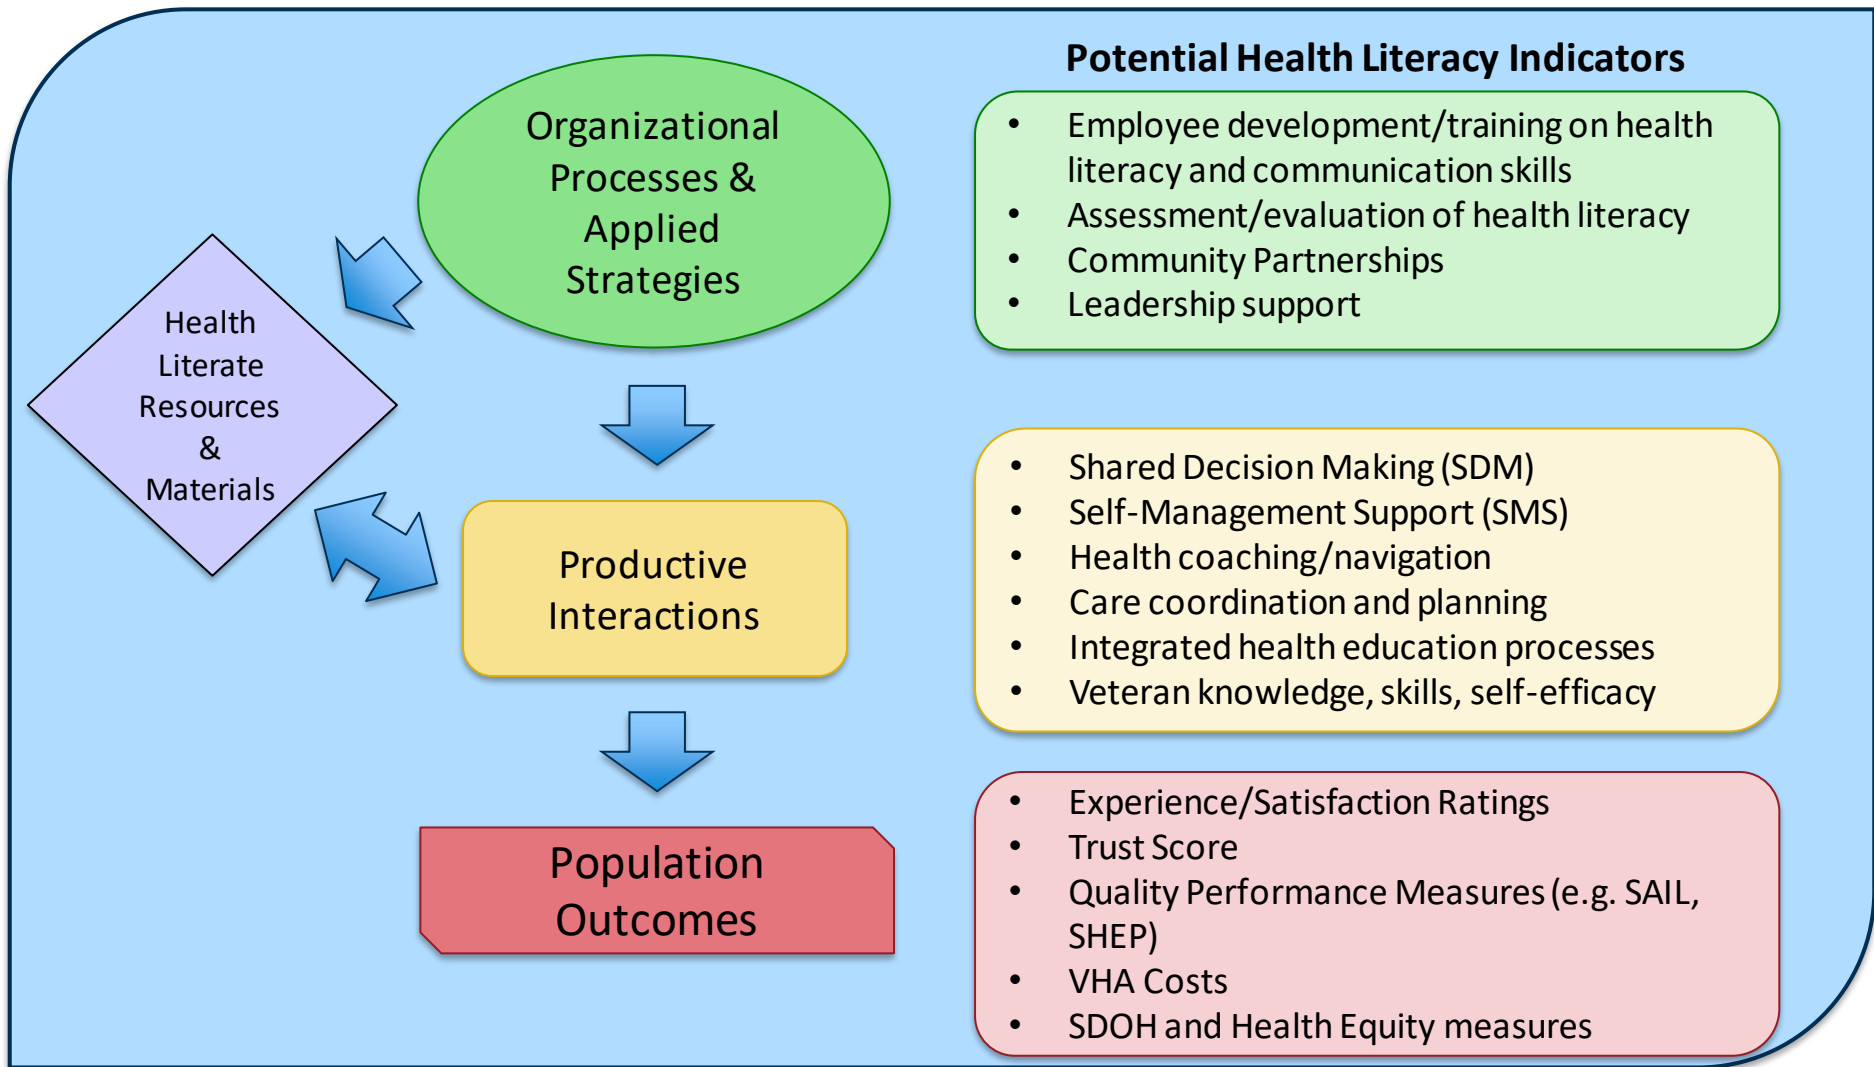 Potential Health Literacy Indicators
Organizational
Processes &
Applied
Strategies
• Employee development/training on health
literacy and communication skills
• Assessment/evaluation of health literacy
• Community Partnerships
• Leadership support
Health
Literate
Resources
&
Materials
Productive
Interactions
• Shared Decision Making (SDM)
• Self-Management Support (SMS)
• Health coaching/navigation
• Care coordination and planning
• Integrated health education processes
• Veteran knowledge, skills, self-efficacy
Population
Outcomes
• Experience/Satisfaction Ratings
• Trust Score
• Quality Performance Measures (e.g. SAIL,
SHEP)
• VHA Costs
• SDOH and Health Equity measures